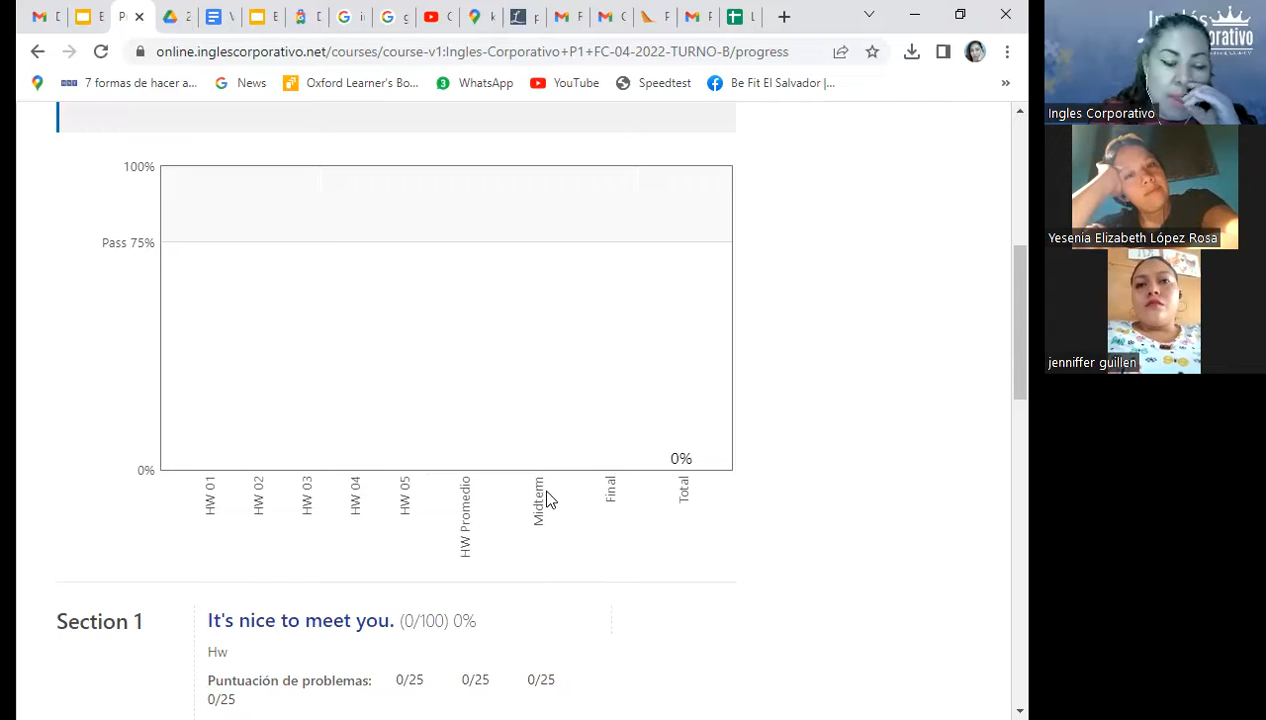 online.inglescorporativo.net/courses/course-v1:Ingles-Corporativo+P1+FC-04-2022-TURNO-B/progress
7 formas de hacer a...
News
Oxford Learner's Bo...
3 WhatsApp
YouTube
Speedtest
Be Fit El Salvador |...
»
100%
Pass 75%
0%
0%
HW 01
HW 02
HW 03
HW 04
HW 05
HW Promedio
Midterm
Final
Total
Section 1
It's nice to meet you. (0/100) 0%
Hw
Puntuación de problemas: 0/25 0/25 0/25
0/25
Inglés
Ingles Corporativo
Yesenia Elizabeth López Rosa
jenniffer guillen